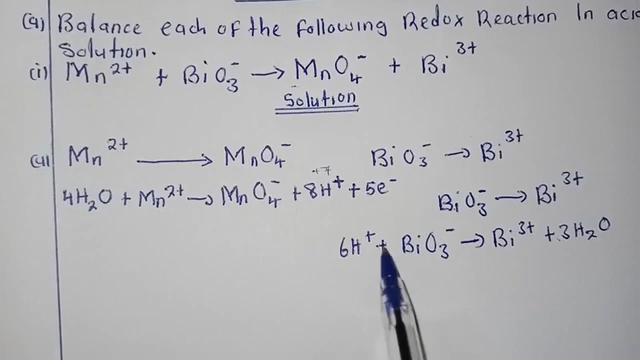 (a) Balance each of the following Redox Reaction In acid
Solution.
(i) Mn²⁺ + BiO₃⁻ → MnO₄⁻ + Bi³⁺
Solution
Mn²⁺ → MnO₄⁻ BiO₃⁻ → Bi³⁺
4H₂O + Mn²⁺ → MnO₄⁻ + 8H⁺ + 5e⁻ BiO₃⁻ → Bi³⁺
6H⁺ + BiO₃⁻ → Bi³⁺ + 3H₂O